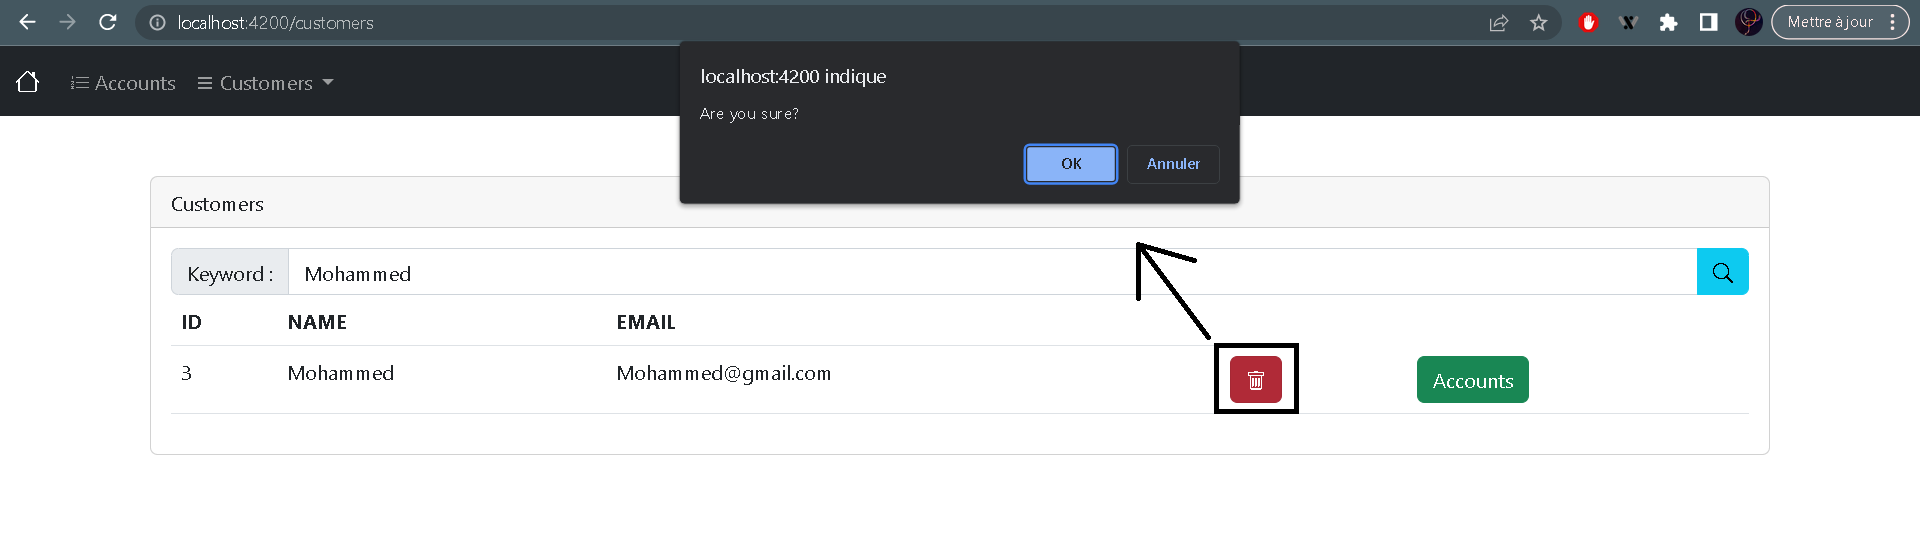 localhost:4200/customers
Mettre à jour
Accounts
Customers
localhost:4200 indique
Are you sure?
OK
Annuler
Customers
Keyword :
Mohammed
ID NAME EMAIL
3 Mohammed Mohammed@gmail.com Accounts